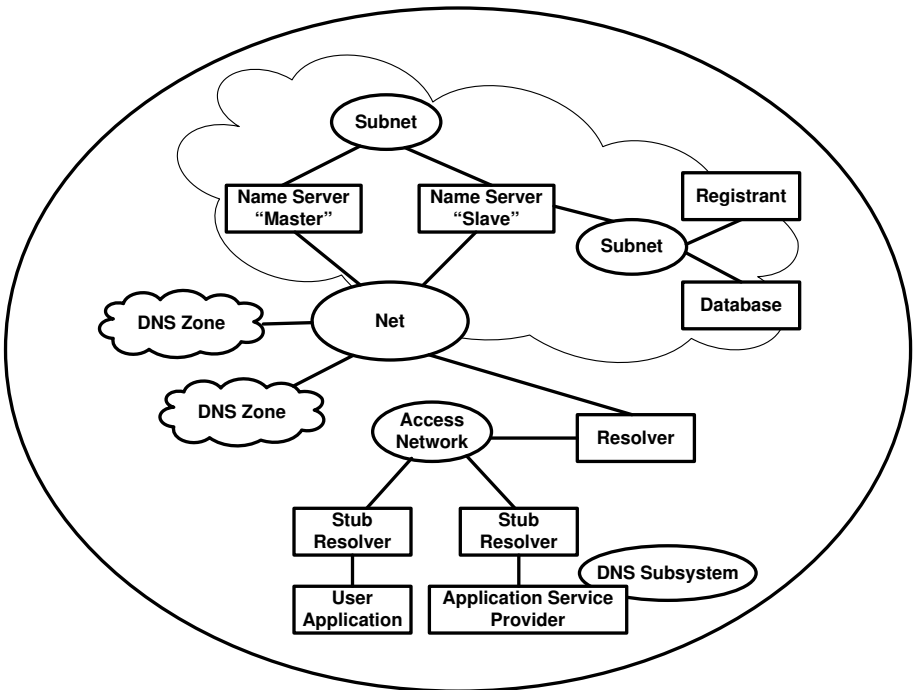 Subnet
Name Server
“Master”
Name Server
“Slave”
Registrant
Subnet
Database
DNS Zone
Net
DNS Zone
Access
Network
Resolver
Stub
Resolver
Stub
Resolver
DNS Subsystem
User
Application
Application Service
Provider